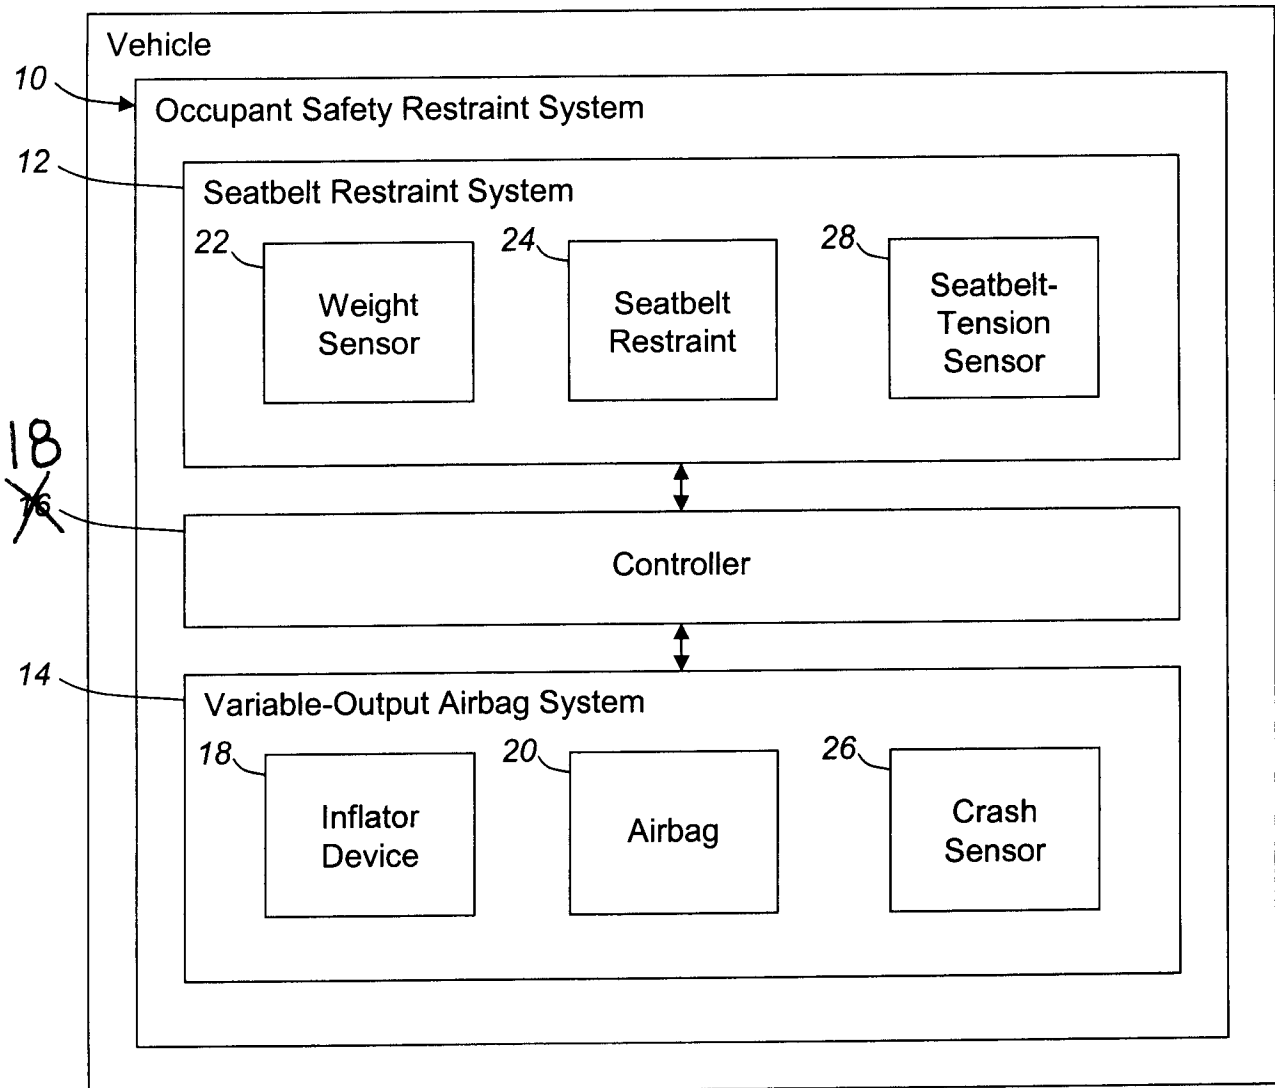 Vehicle
10
Occupant Safety Restraint System
12
Seatbelt Restraint System
22
24
28
Weight
Sensor
Seatbelt
Restraint
Seatbelt-
Tension
Sensor
18
16
Controller
14
Variable-Output Airbag System
18
20
26
Inflator
Device
Airbag
Crash
Sensor